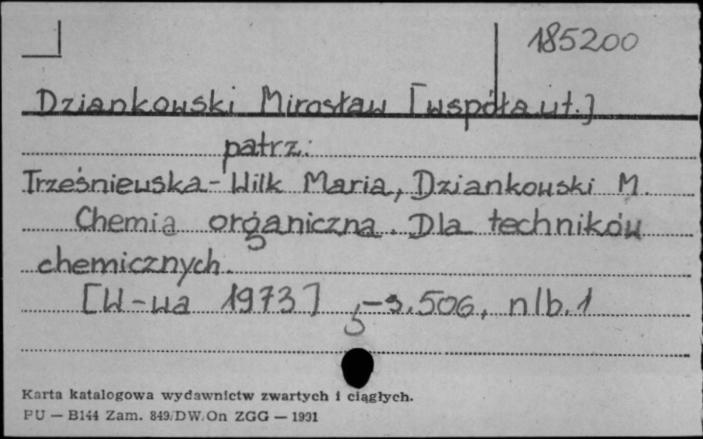 185200
Dziankowski Mirosław [współaut.]
patrz:
Trześniewska-Wilk Maria, Dziankowski M.
Chemia organiczna. Dla techników
chemicznych.
[W-wa 1973] s. 506, nlb. 1
Karta katalogowa wydawnictw zwartych i ciągłych.
PU — B144 Zam. 849/DW/On ZGG — 1991